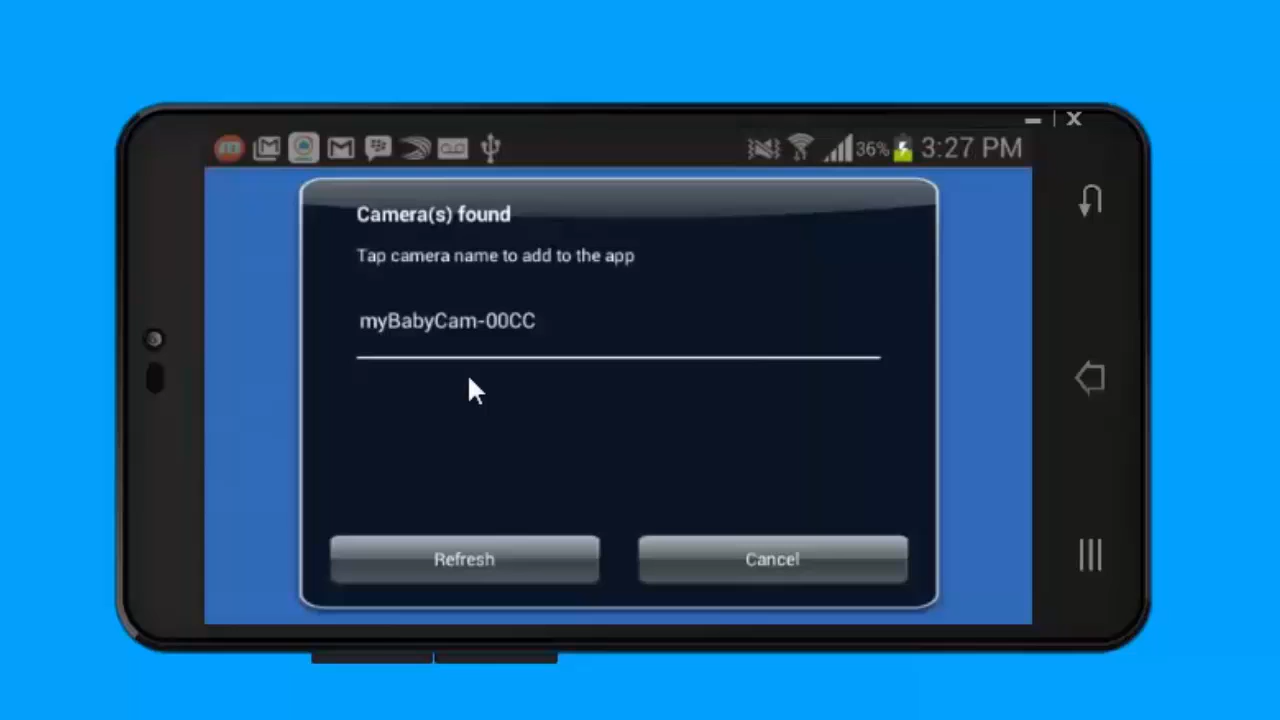 36% 3:27 PM
Camera(s) found
Tap camera name to add to the app
myBabyCam-00CC
Refresh
Cancel